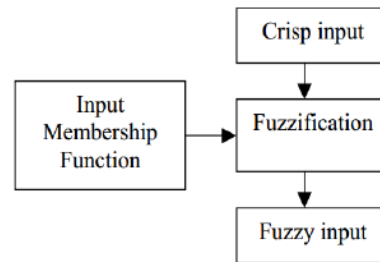 Crisp input
Input
Membership
Function
Fuzzification
Fuzzy input